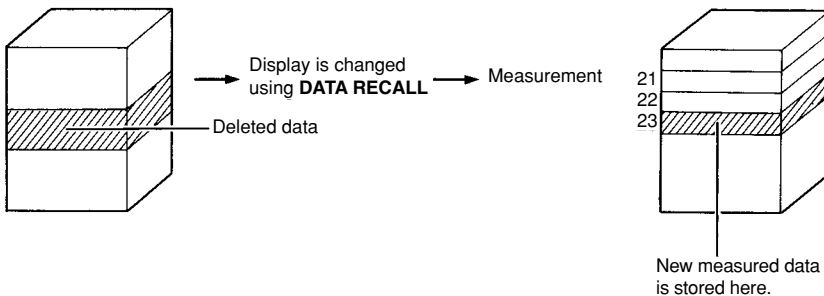 Display is changed
using DATA RECALL
Measurement
Deleted data
21
22
23
New measured data
is stored here.